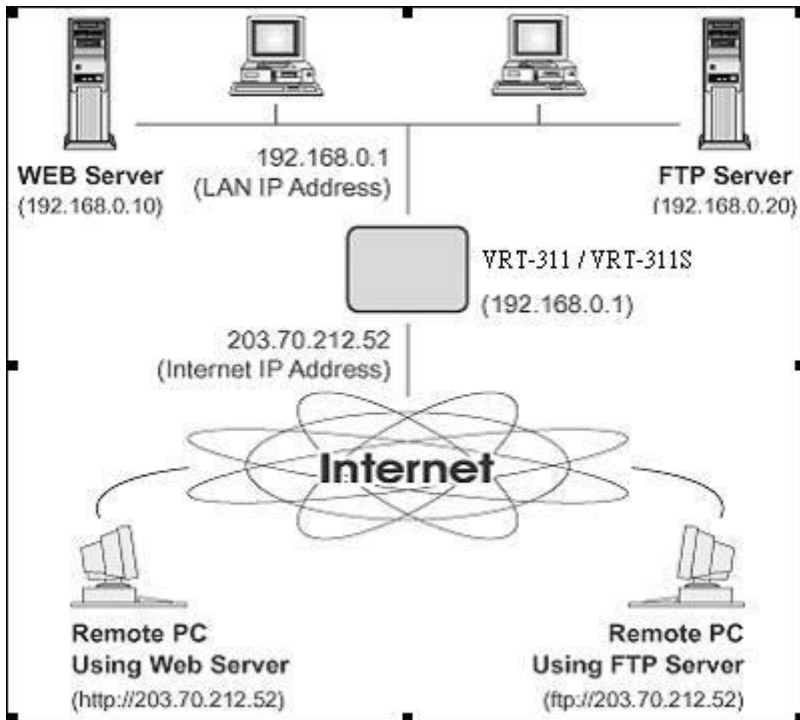 WEB Server
(192.168.0.10)
192.168.0.1
(LAN IP Address)
FTP Server
(192.168.0.20)
VRT-311 / VRT-311S
(192.168.0.1)
203.70.212.52
(Internet IP Address)
Internet
Remote PC
Using Web Server
(http://203.70.212.52)
Remote PC
Using FTP Server
(ftp://203.70.212.52)